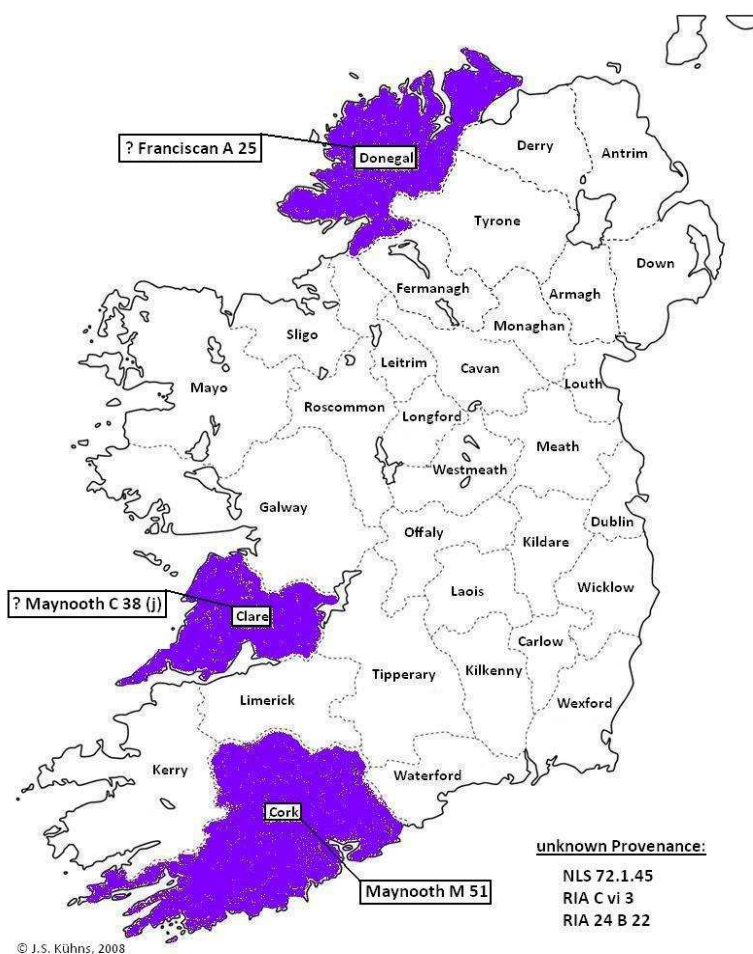 Derry
Antrim
? Franciscan A 25
Donegal
Tyrone
Down
Fermanagh
Armagh
Monaghan
Sligo
Leitrim
Cavan
Louth
Mayo
Roscommon
Longford
Meath
Westmeath
Galway
Dublin
Offaly
Kildare
Laois
Wicklow
? Maynooth C 38 (j)
Clare
Carlow
Tipperary
Kilkenny
Limerick
Wexford
Kerry
Waterford
Cork
unknown Provenance:
NLS 72.1.45
RIA C vi 3
RIA 24 B 22
Maynooth M 51
© J.S. Kühns, 2008